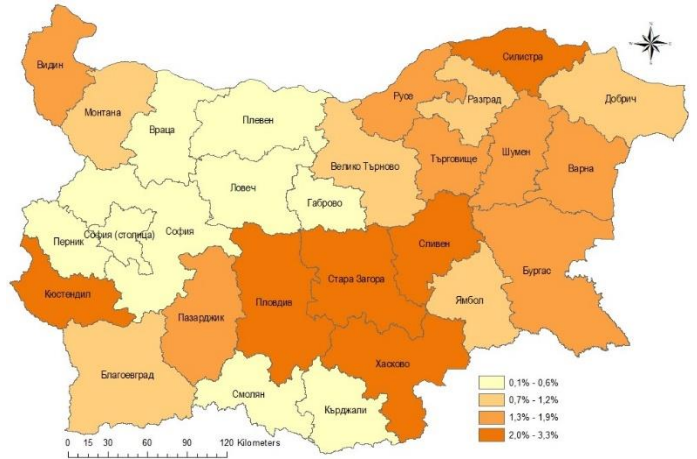 N
Видин
Силистра
Монтана
Русе
Разград
Добрич
Враца
Плевен
Велико Търново
Търговище
Шумен
Варна
Ловеч
Габрово
Перник
София (столица)
София
Сливен
Бургас
Кюстендил
Стара Загора
Пловдив
Ямбол
Пазарджик
Благоевград
Хасково
Смолян
Кърджали
0,1% - 0,6%
0,7% - 1,2%
1,3% - 1,9%
2,0% - 3,3%
0 15 30 60 90 120 Kilometers